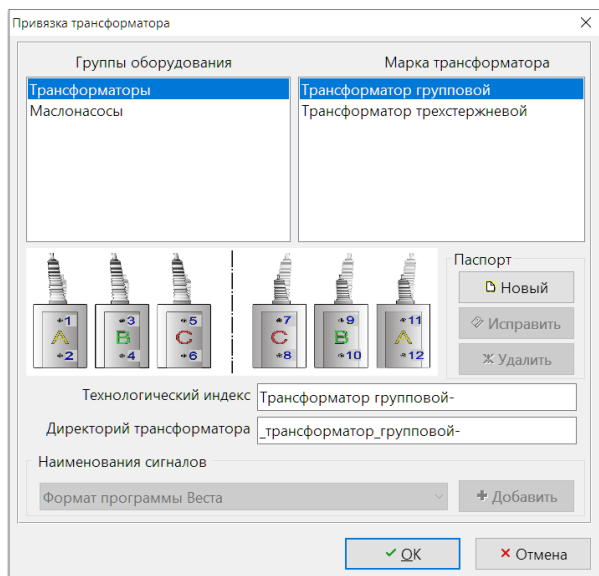 Привязка трансформатора
Группы оборудования
Марка трансформатора
Трансформаторы
Маслонасосы
Трансформатор групповой
Трансформатор трехстержневой
1 3 5 7 9 11
A B C C B A
2 4 6 8 10 12
Паспорт
Новый
Исправить
Удалить
Технологический индекс
Трансформатор групповой-
Директорий трансформатора
_трансформатор_групповой-
Наименования сигналов
Формат программы Веста
Добавить
OK
Отмена